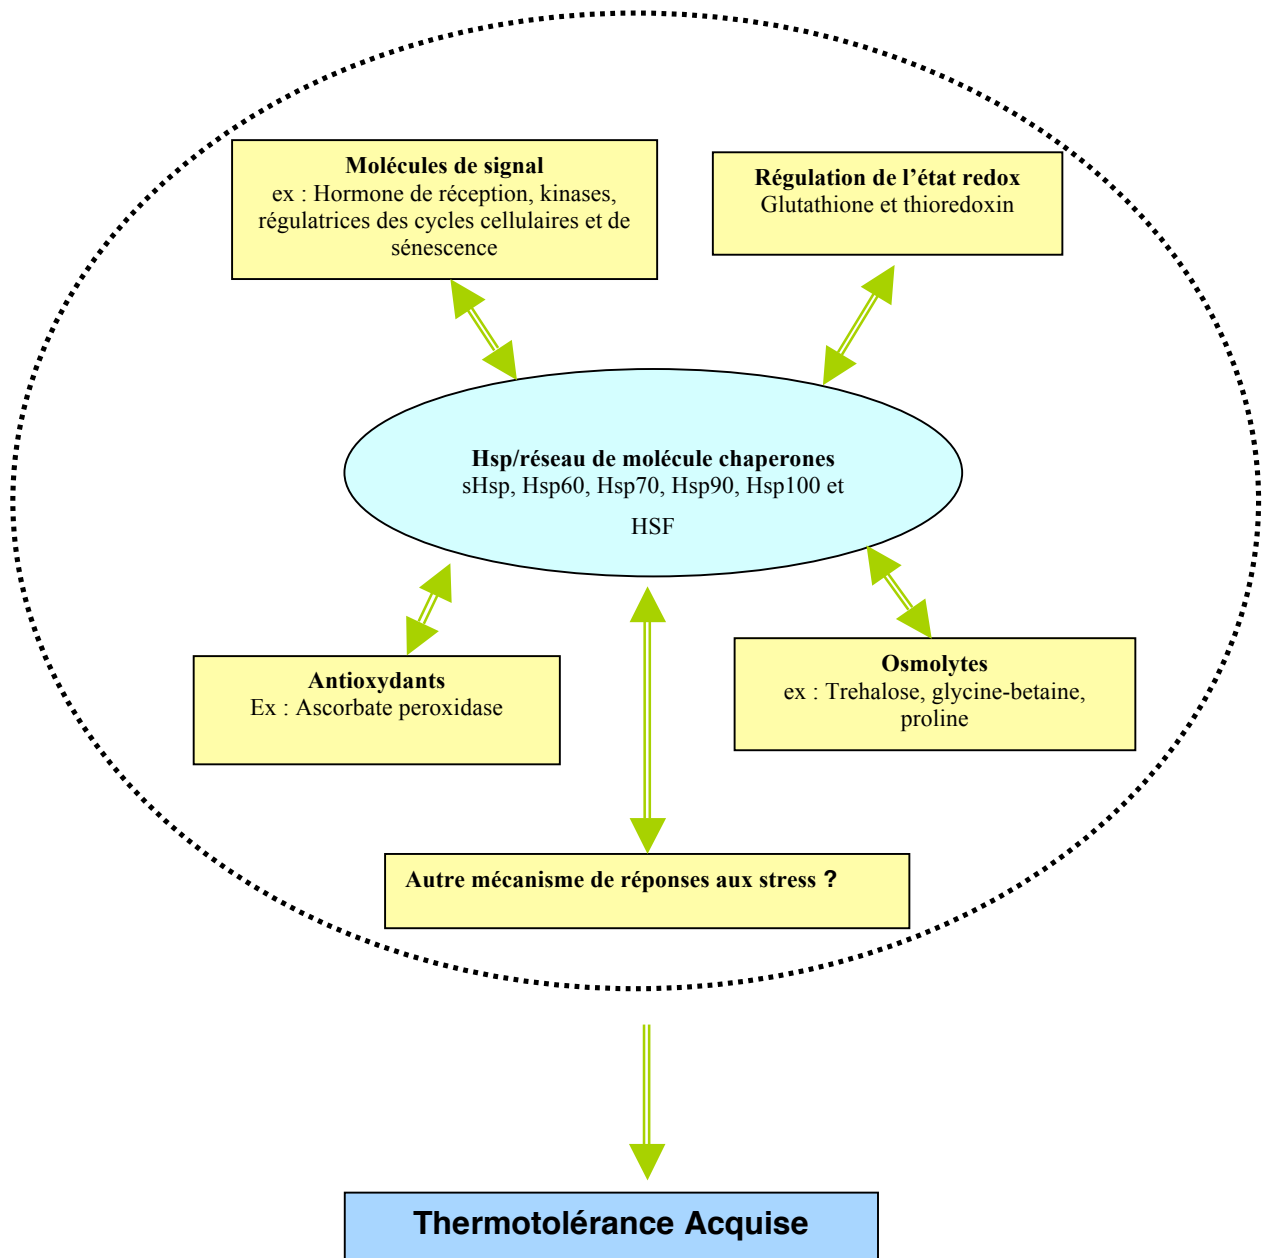 Molécules de signal
ex : Hormone de réception, kinases,
régulatrices des cycles cellulaires et de
sénescence
Régulation de l'état redox
Glutathione et thioredoxin
Hsp/réseau de molécule chaperones
sHsp, Hsp60, Hsp70, Hsp90, Hsp100 et
HSF
Antioxydants
Ex : Ascorbate peroxidase
Osmolytes
ex : Trehalose, glycine-betaine,
proline
Autre mécanisme de réponses aux stress ?
Thermotolérance Acquise